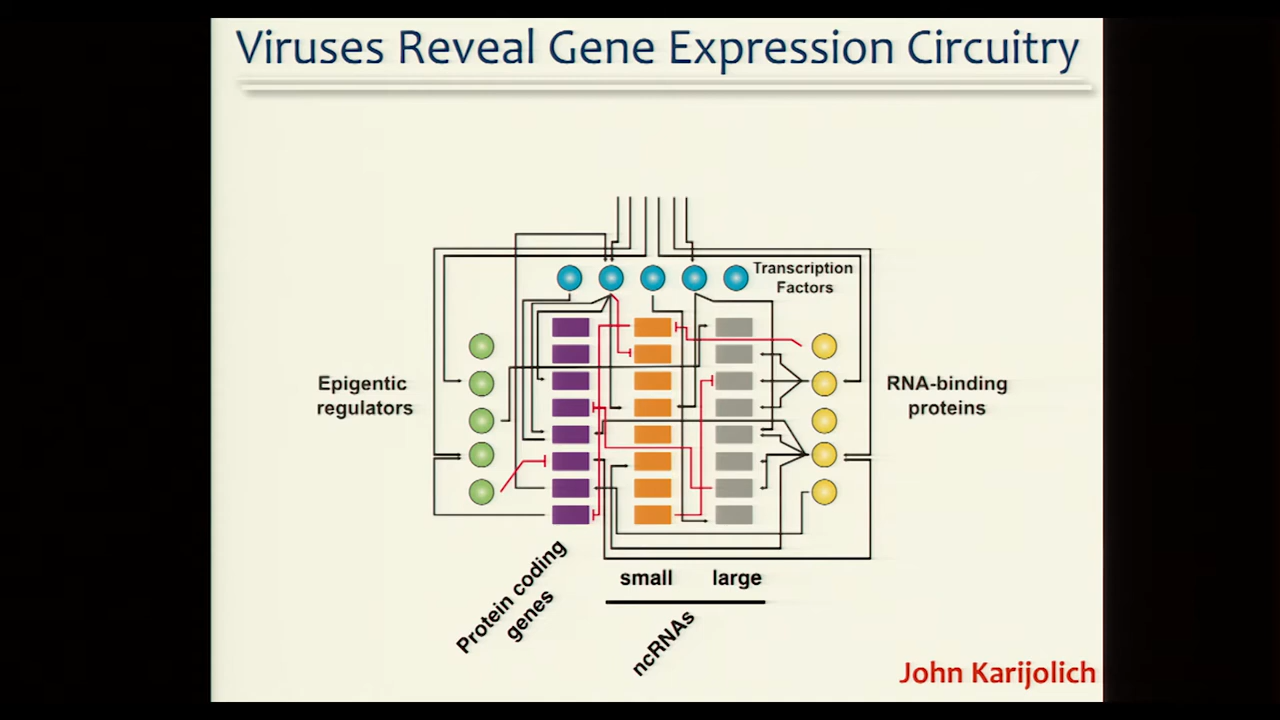 Viruses Reveal Gene Expression Circuitry
Transcription
Factors
Epigentic
regulators
RNA-binding
proteins
Protein coding
genes
small
large
ncRNAs
John Karijolich